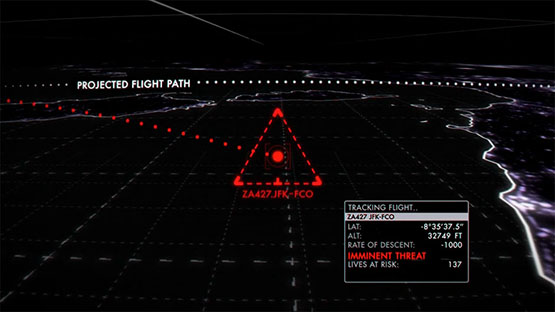 PROJECTED FLIGHT PATH
ZA427.JFK-FCO
TRACKING FLIGHT..
ZA427 JFK-FCO
LAT: -8°35'37.5"
ALT: 32749 FT
RATE OF DESCENT: -1000
IMMINENT THREAT
LIVES AT RISK: 137